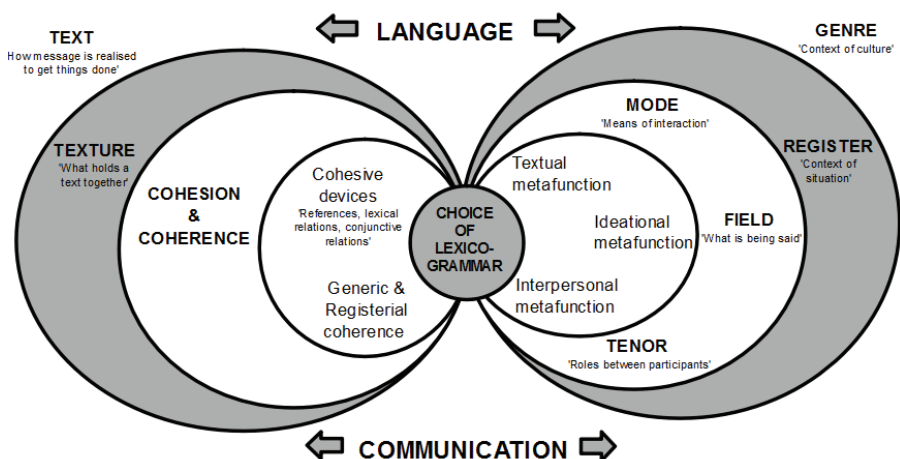 LANGUAGE
TEXT
How message is realised
to get things done'
TEXTURE
'What holds a
text together'
COHESION
&
COHERENCE
Cohesive
devices
'References, lexical
relations, conjunctive
relations'
Generic &
Registerial
coherence
CHOICE
OF
LEXICO-
GRAMMAR
Textual
metafunction
Ideational
metafunction
Interpersonal
metafunction
MODE
'Means of interaction'
FIELD
'What is being said'
TENOR
'Roles between participants'
GENRE
'Context of culture'
REGISTER
'Context of
situation'
COMMUNICATION